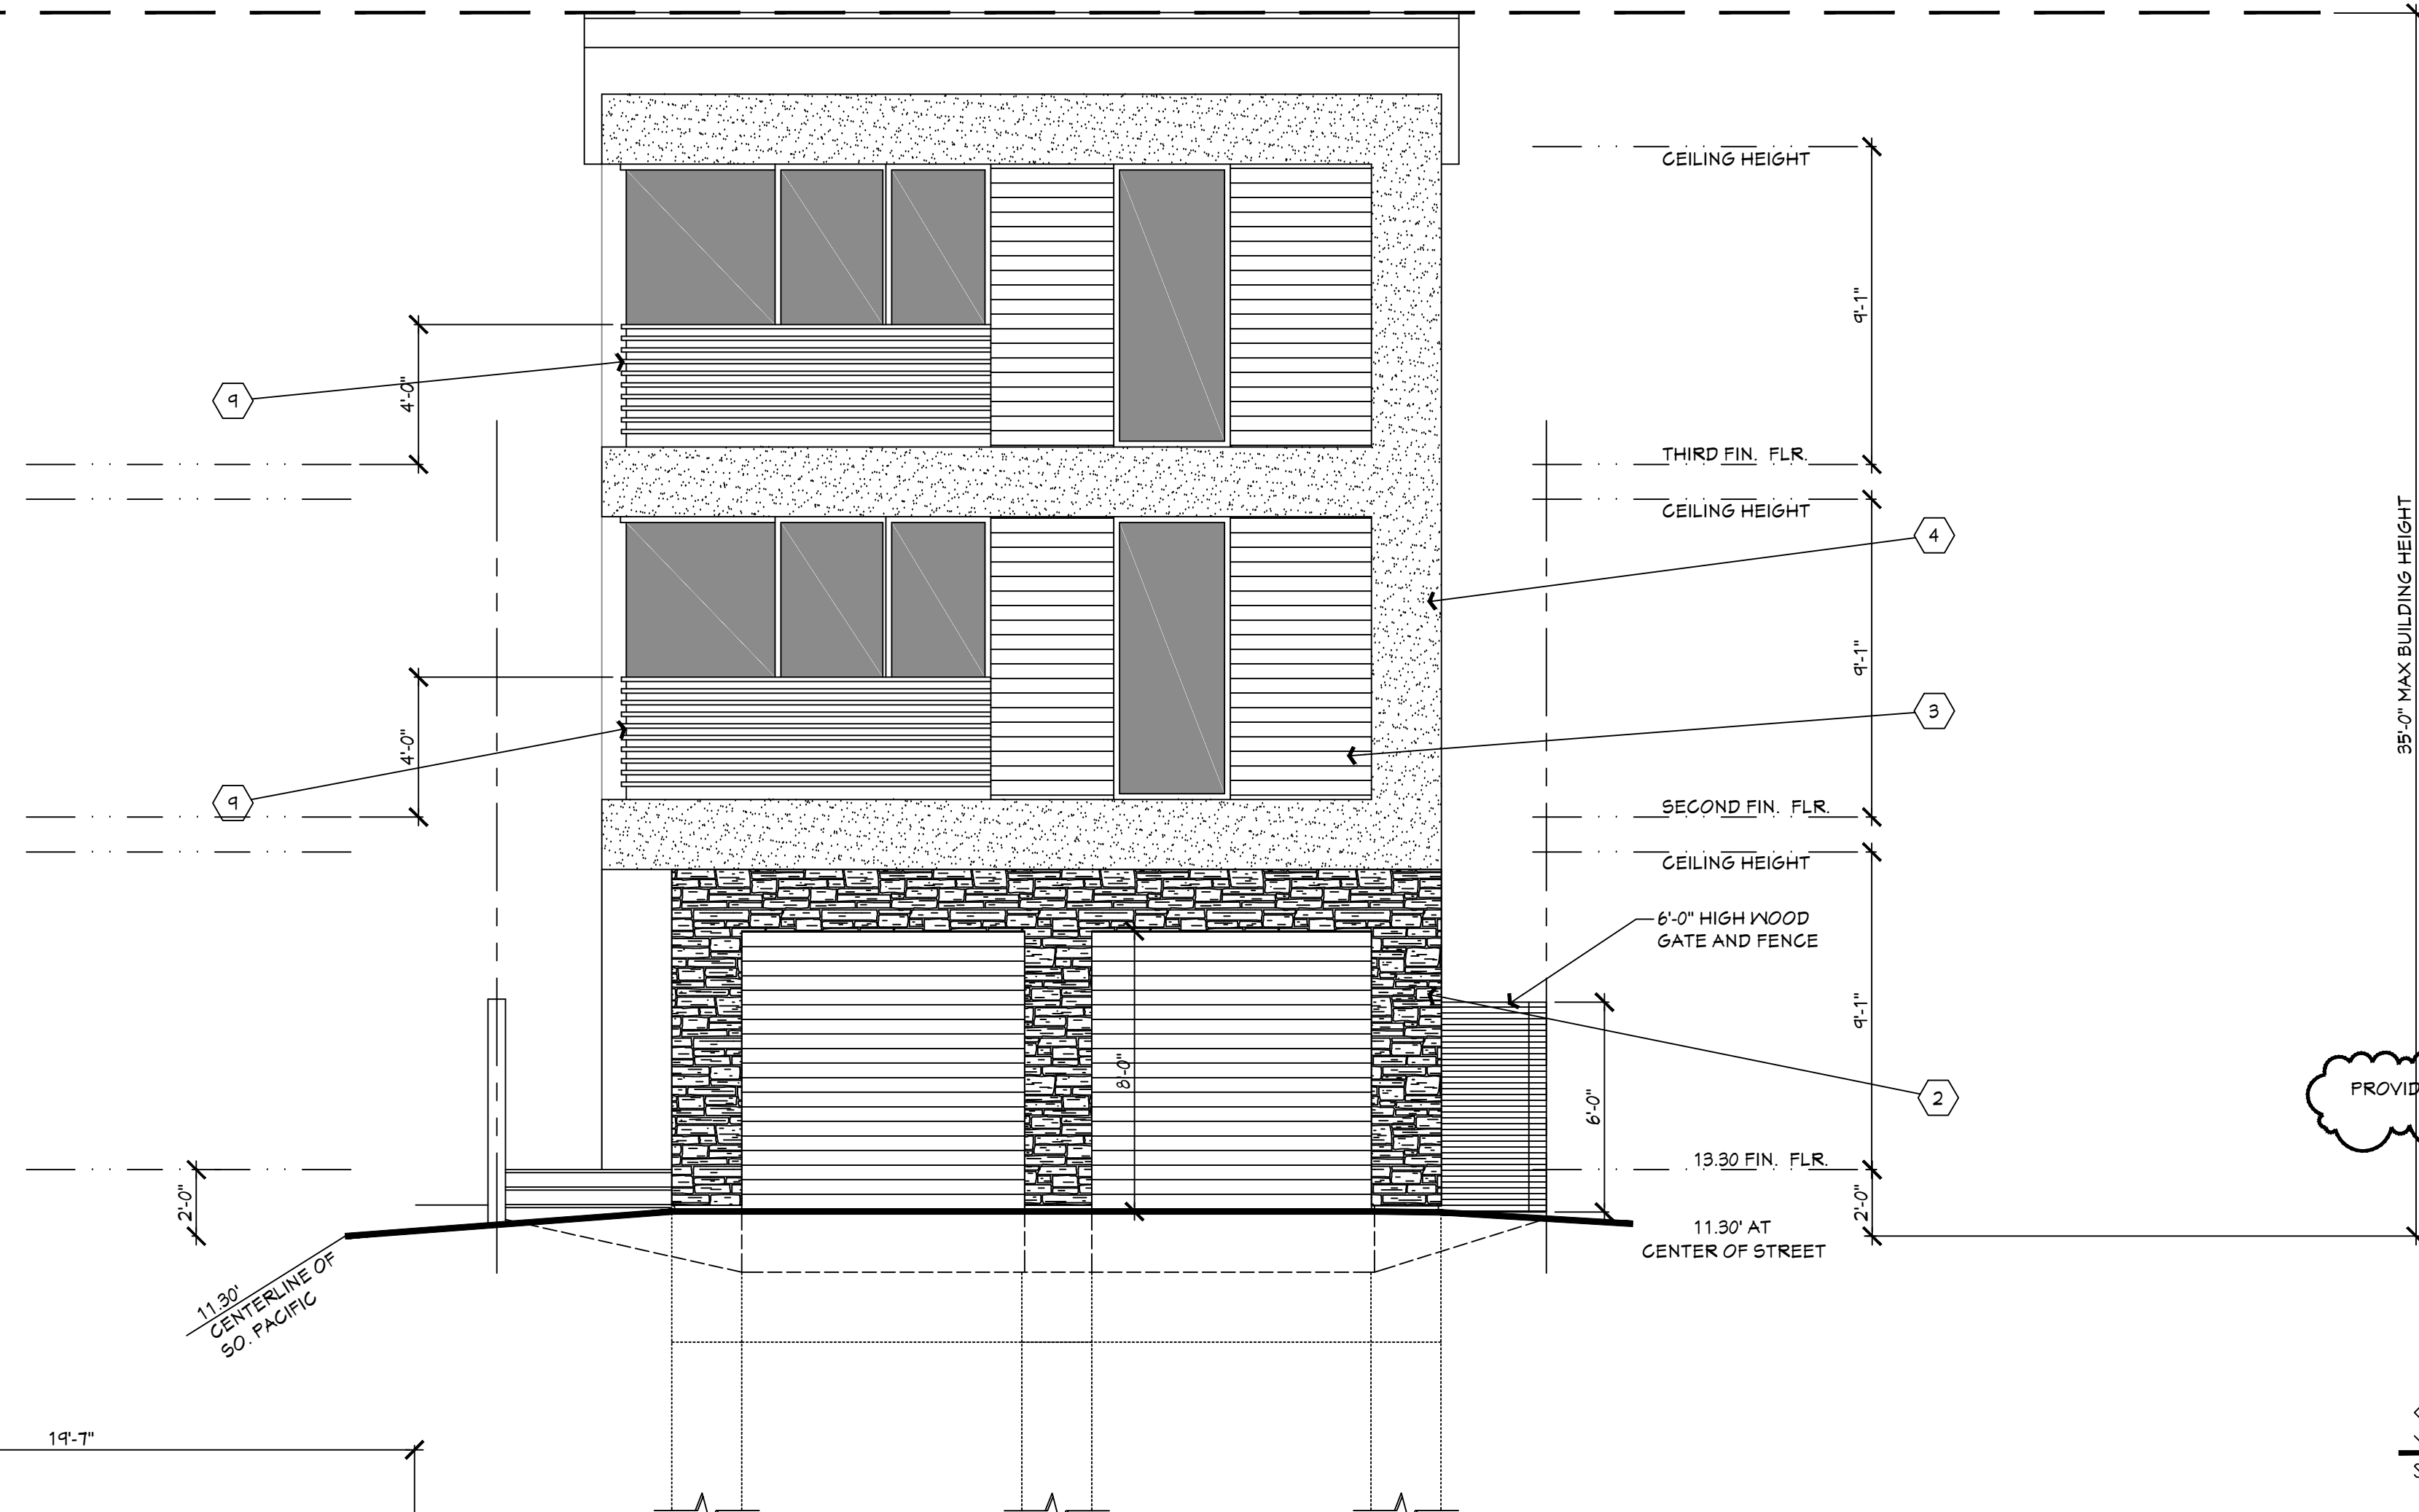 CEILING HEIGHT
9'-1"
4'-0"
9
THIRD FIN. FLR.
CEILING HEIGHT
4
35'-0" MAX BUILDING HEIGHT
9'-1"
3
4'-0"
9
SECOND FIN. FLR.
CEILING HEIGHT
6'-0" HIGH WOOD
GATE AND FENCE
9'-1"
8'-0"
6'-0"
2
PROVID
13.30 FIN. FLR.
2'-0"
2'-0"
11.30' AT
CENTER OF STREET
11.30'
CENTERLINE OF
SO. PACIFIC
19'-7"